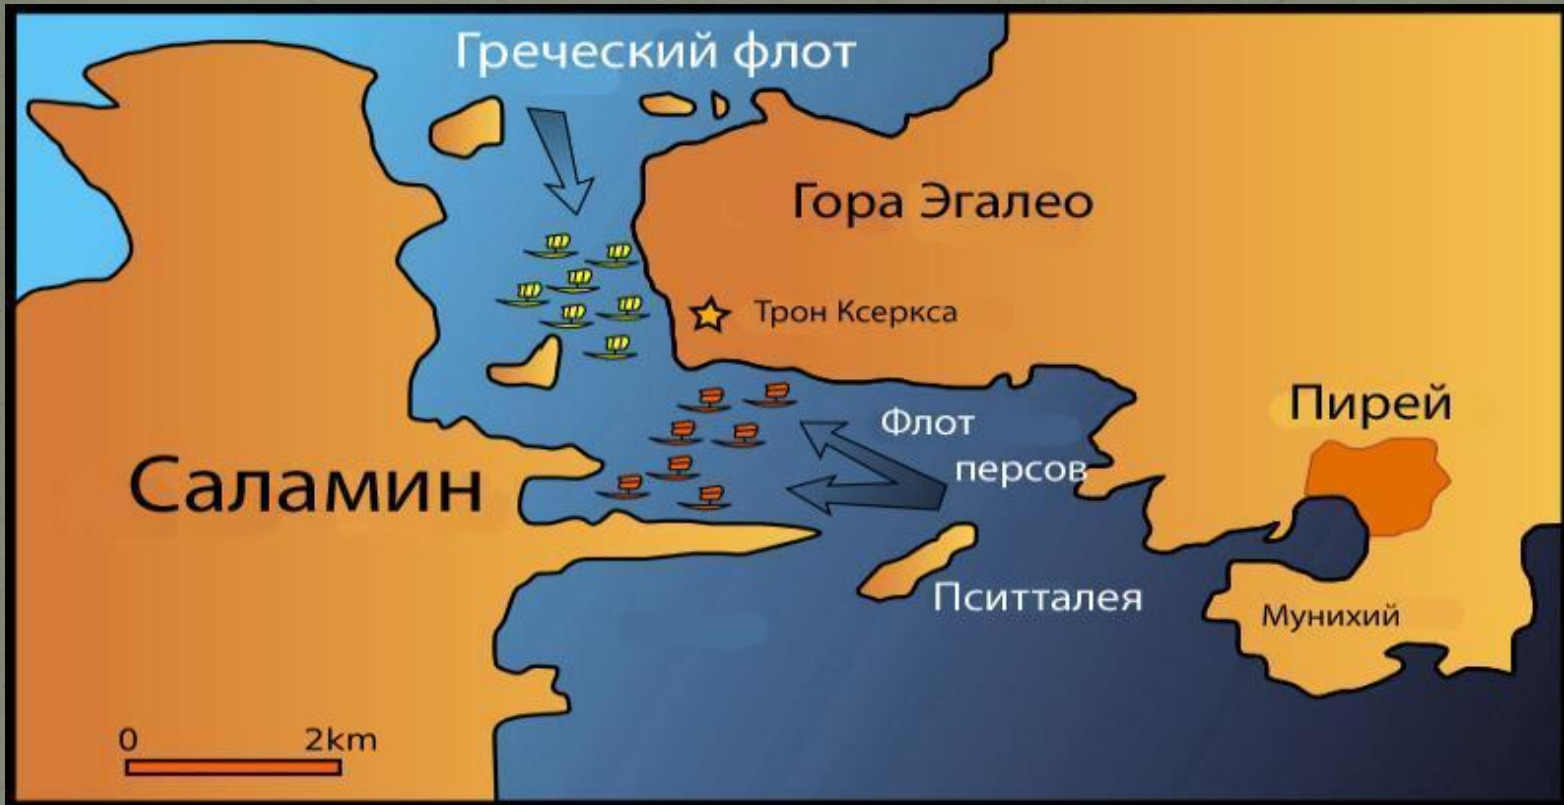 Греческий флот
Гора Эгалео
Трон Ксеркса
Пирей
Флот
персов
Саламин
Пситталея
Мунихий
0 2km